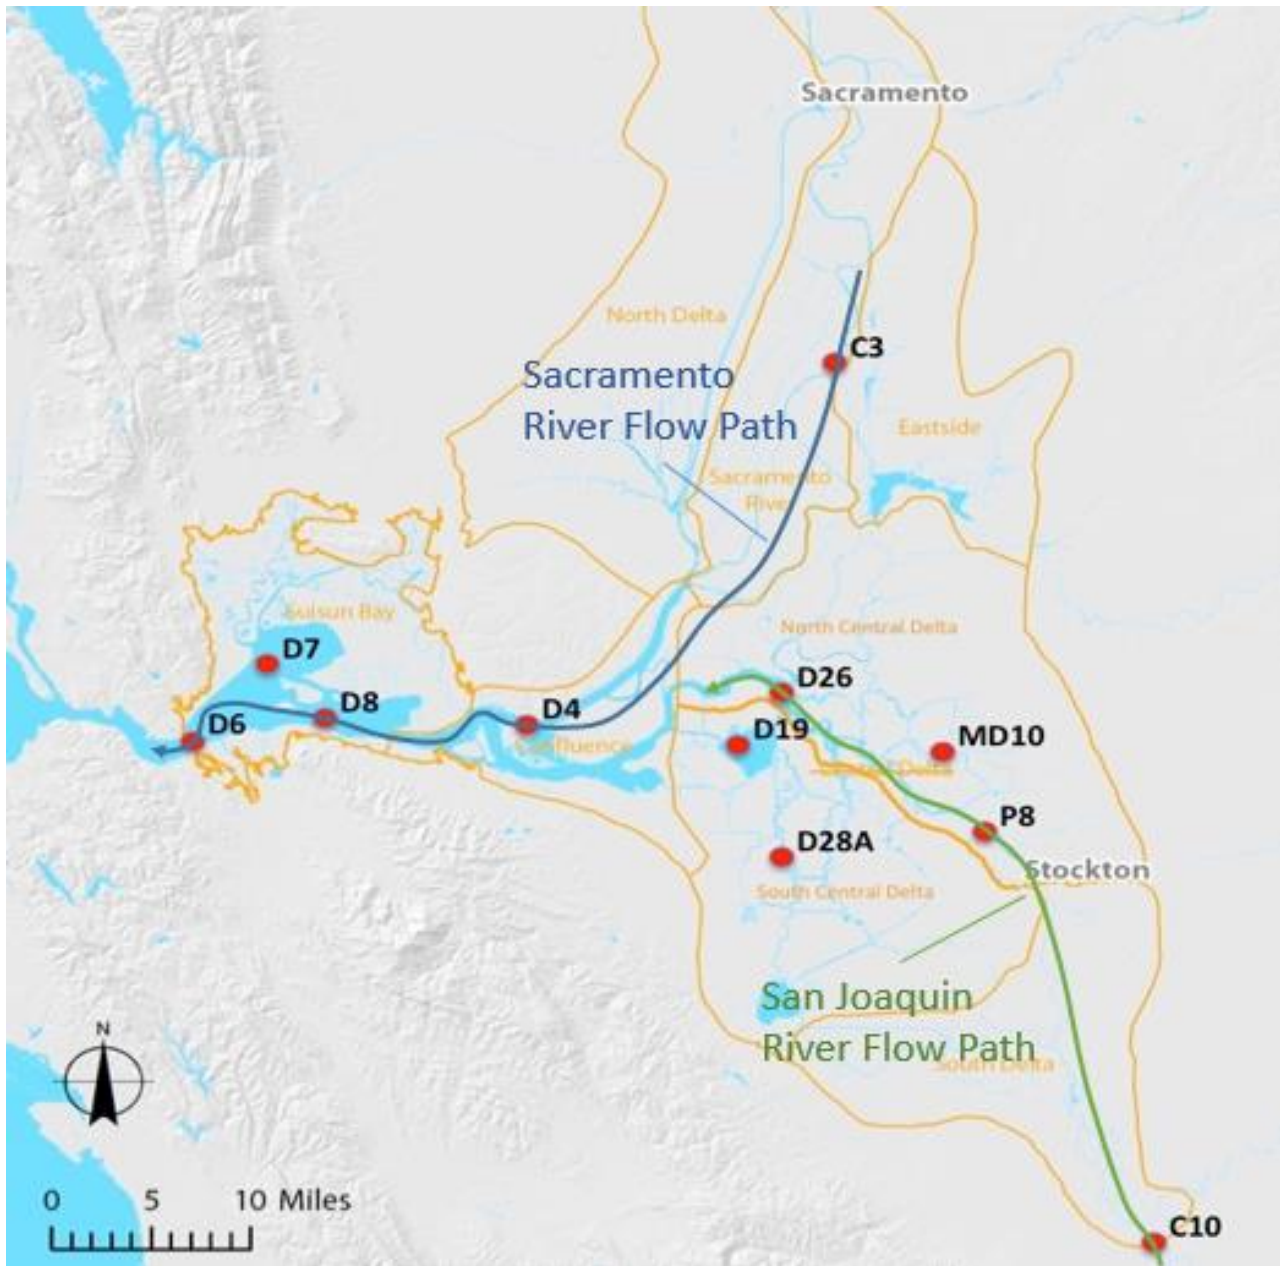 Sacramento
North Delta
C3
Sacramento
River Flow Path
Eastside
Sacramento
River
Suisun Bay
North Central Delta
D7
D26
D8
D4
D6
D19
MD10
Confluence
Central Delta
P8
D28A
Stockton
South Central Delta
San Joaquin
River Flow Path
South Delta
N
0 5 10 Miles
C10